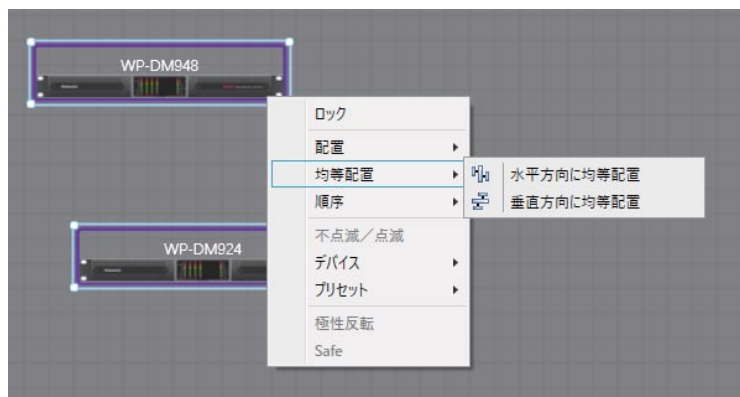 WP-DM948
ロック
配置
均等配置
水平方向に均等配置
順序
垂直方向に均等配置
不点滅／点滅
WP-DM924
デバイス
プリセット
極性反転
Safe